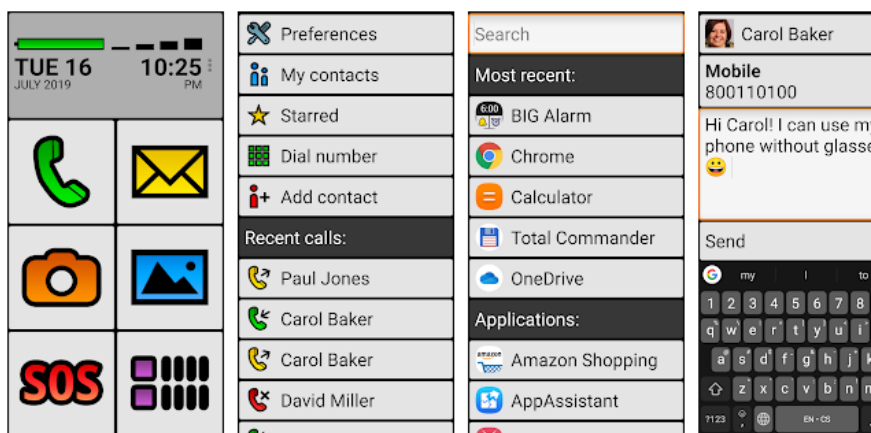 TUE 16
JULY 2019
10:25
PM
SOS
Preferences
My contacts
Starred
Dial number
Add contact
Recent calls:
Paul Jones
Carol Baker
Carol Baker
David Miller
Search
Most recent:
6:00
BIG Alarm
Chrome
Calculator
Total Commander
OneDrive
Applications:
amazon
Amazon Shopping
AppAssistant
Carol Baker
Mobile
800110100
Hi Carol! I can use my
phone without glasse
😀
Send
G my I to
1 2 3 4 5 6 7 8
q w e r t y u i
a s d f g h j k
z x c v b n m
?123 EN • CS